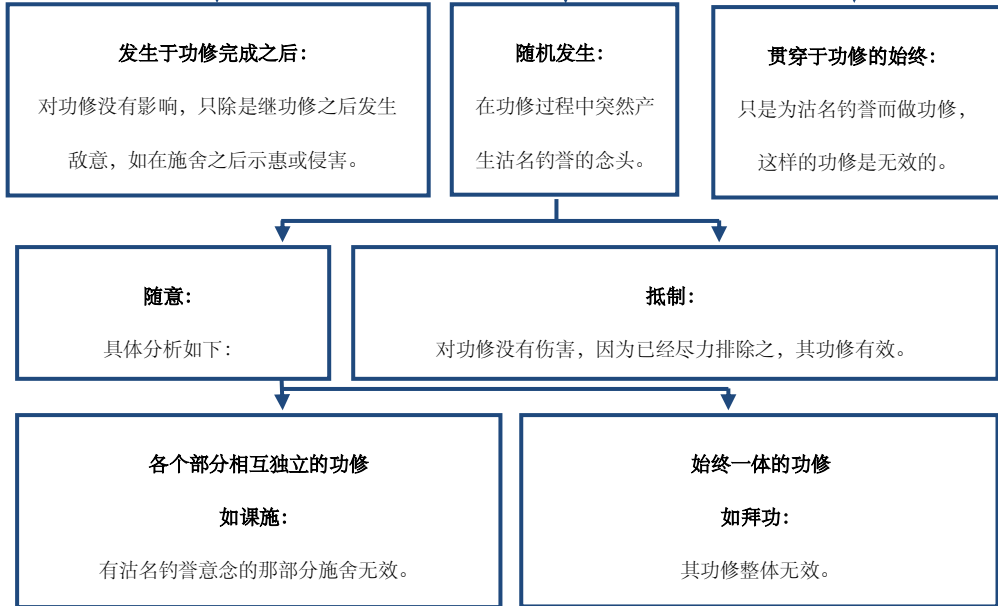 发生于功修完成之后：
对功修没有影响，只除是继功修之后发生
敌意，如在施舍之后示惠或侵害。
随机发生：
在功修过程中突然产
生沽名钓誉的念头。
贯穿于功修的始终：
只是为沽名钓誉而做功修，
这样的功修是无效的。
随意：
具体分析如下：
抵制：
对功修没有伤害，因为已经尽力排除之，其功修有效。
各个部分相互独立的功修
如课施：
有沽名钓誉意念的那部分施舍无效。
始终一体的功修
如拜功：
其功修整体无效。